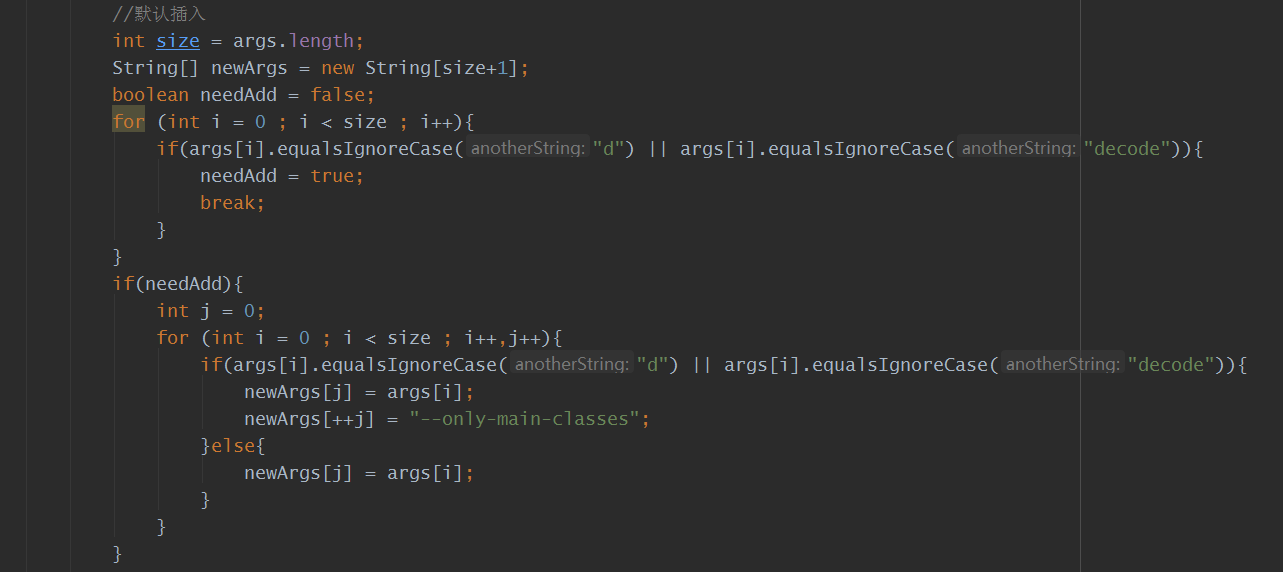 //默认插入
int size = args.length;
String[] newArgs = new String[size+1];
boolean needAdd = false;
for (int i = 0 ; i < size ; i++){
if(args[i].equalsIgnoreCase( anotherString: "d") || args[i].equalsIgnoreCase( anotherString: "decode")){
needAdd = true;
break;
}
}
if(needAdd){
int j = 0;
for (int i = 0 ; i < size ; i++,j++){
if(args[i].equalsIgnoreCase( anotherString: "d") || args[i].equalsIgnoreCase( anotherString: "decode")){
newArgs[j] = args[i];
newArgs[++j] = "--only-main-classes";
}else{
newArgs[j] = args[i];
}
}
}